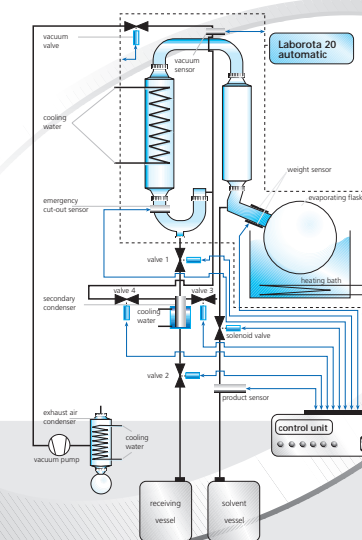 vacuum
valve
Laborota 20
automatic
vacuum
sensor
cooling
water
weight sensor
emergency
cut-out sensor
evaporating flask
valve 1
heating bath
valve 4
valve 3
secondary
condenser
cooling
water
solenoid valve
valve 2
product sensor
exhaust air
condenser
control unit
cooling
water
vacuum pump
receiving
vessel
solvent
vessel